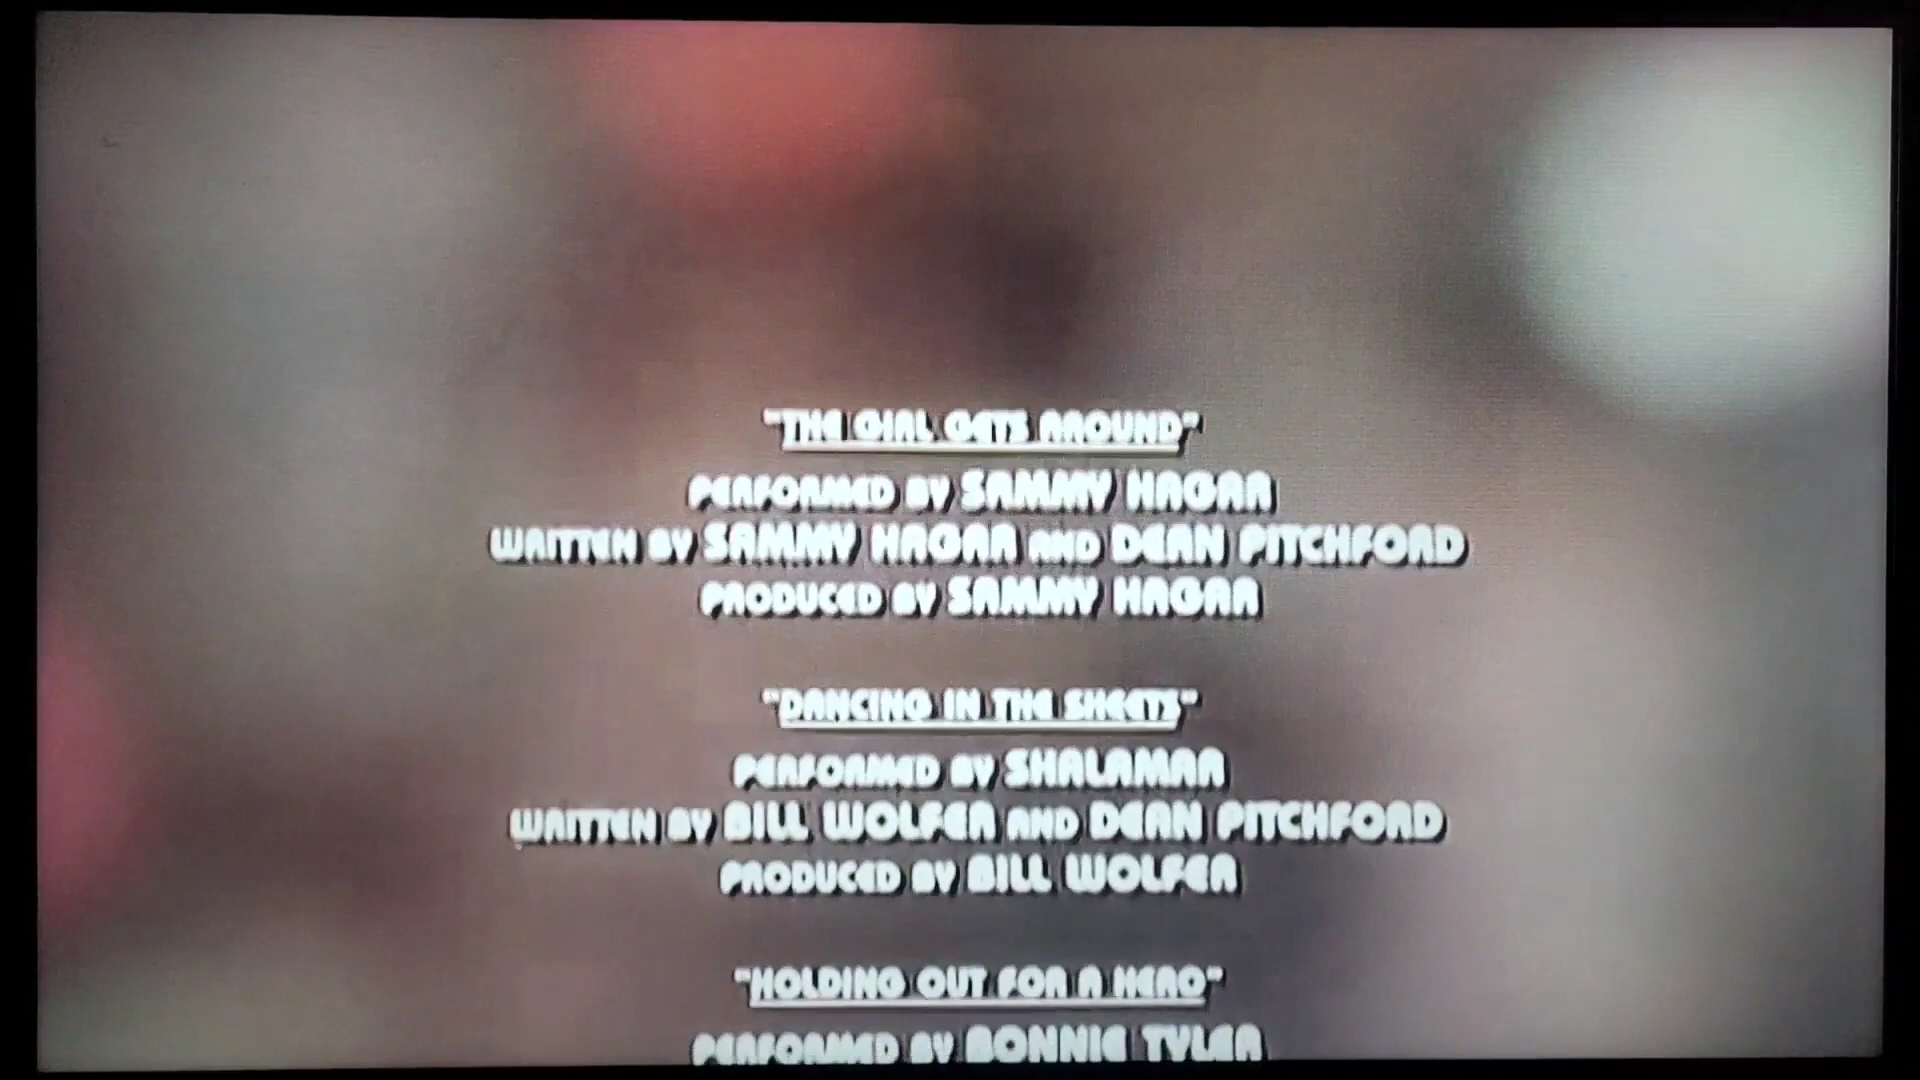 "THE GIRL GETS AROUND"
PERFORMED BY SAMMY HAGAR
WRITTEN BY SAMMY HAGAR AND DEAN PITCHFORD
PRODUCED BY SAMMY HAGAR
"DANCING IN THE SHEETS"
PERFORMED BY SHALAMAR
WRITTEN BY BILL WOLFER AND DEAN PITCHFORD
PRODUCED BY BILL WOLFER
"HOLDING OUT FOR A HERO"
PERFORMED BY BONNIE TYLER